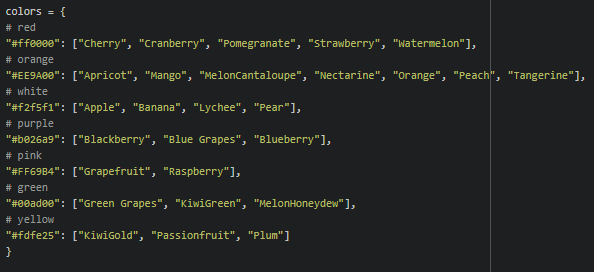 colors = {
# red
"#ff0000": ["Cherry", "Cranberry", "Pomegranate", "Strawberry", "Watermelon"],
# orange
"#EE9A00": ["Apricot", "Mango", "MelonCantaloupe", "Nectarine", "Orange", "Peach", "Tangerine"],
# white
"#f2f5f1": ["Apple", "Banana", "Lychee", "Pear"],
# purple
"#b026a9": ["Blackberry", "Blue Grapes", "Blueberry"],
# pink
"#FF69B4": ["Grapefruit", "Raspberry"],
# green
"#00ad00": ["Green Grapes", "KiwiGreen", "MelonHoneydew"],
# yellow
"#fdfe25": ["KiwiGold", "Passionfruit", "Plum"]
}